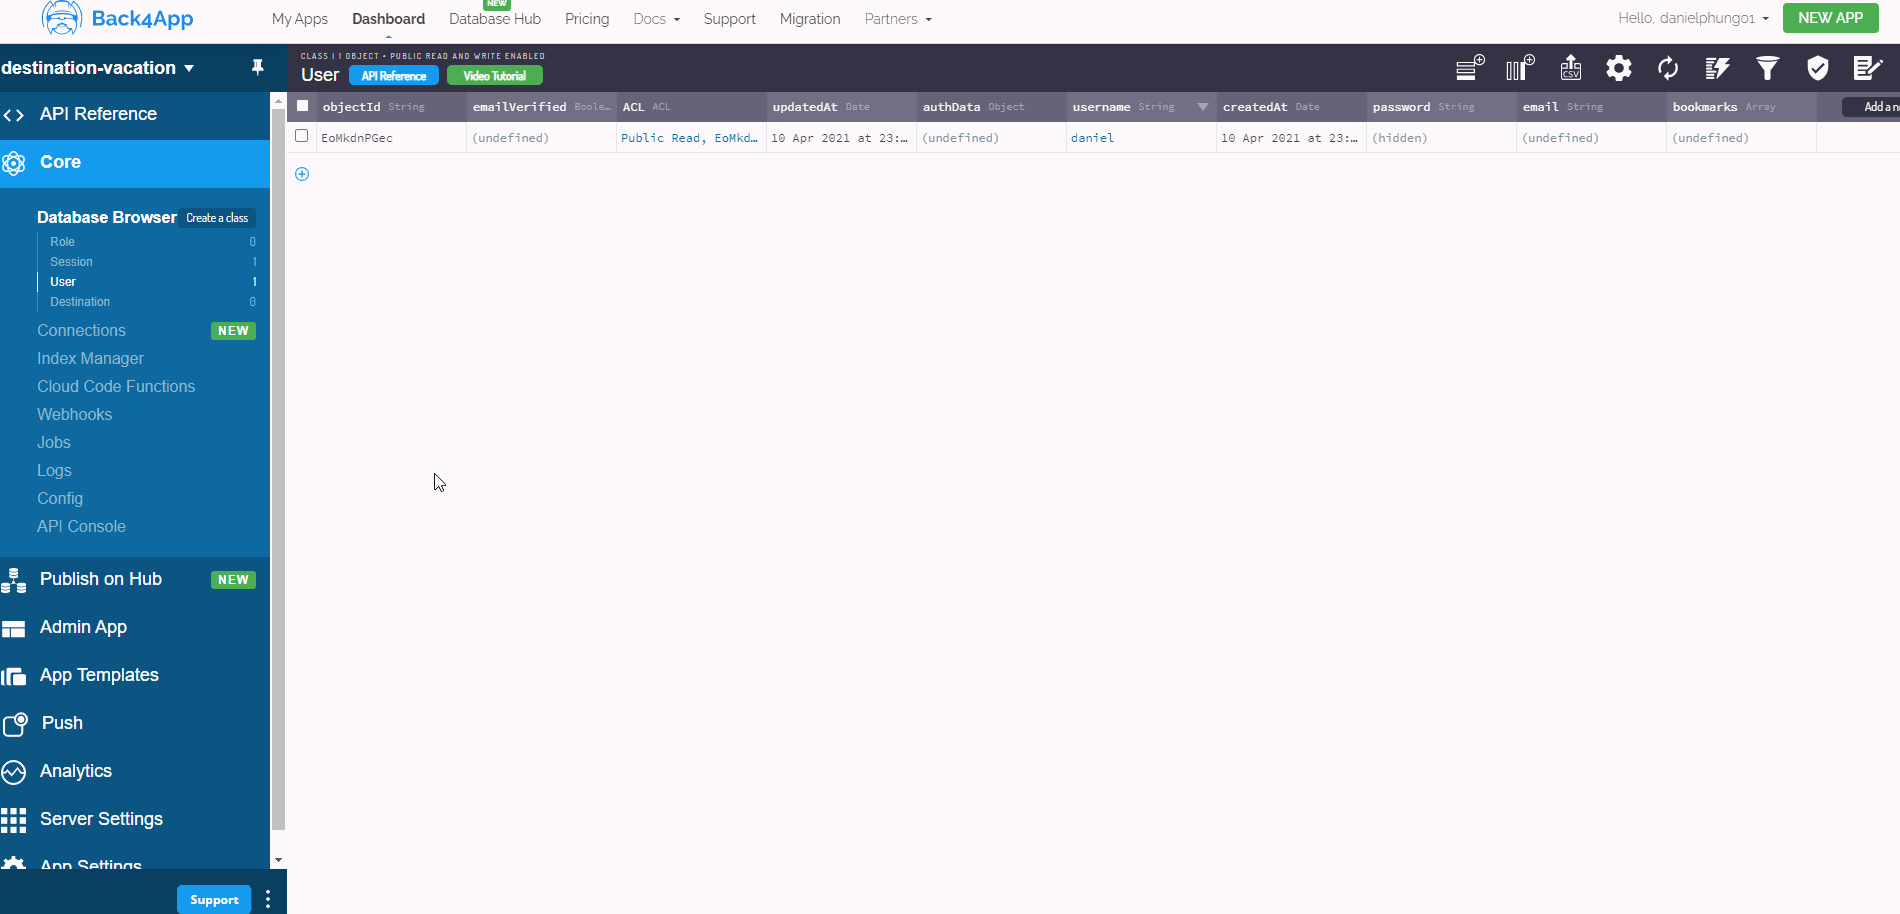 Back4App
My Apps
Dashboard
NEW
Database Hub
Pricing
Docs
Support
Migration
Partners
Hello, danielphung01
NEW APP
destination-vacation
CLASS | 1 OBJECT • PUBLIC READ AND WRITE ENABLED
User
API Reference
Video Tutorial
CSV
API Reference
Core
Database Browser
Create a class
Role 0
Session 1
User 1
Destination 0
Connections NEW
Index Manager
Cloud Code Functions
Webhooks
Jobs
Logs
Config
API Console
Publish on Hub NEW
Admin App
App Templates
Push
Analytics
Server Settings
App Settings
Support
objectId String emailVerified Boole… ACL ACL updatedAt Date authData Object username String createdAt Date password String email String bookmarks Array Add a
EoMkdnPGec (undefined) Public Read, EoMkd… 10 Apr 2021 at 23:… (undefined) daniel 10 Apr 2021 at 23:… (hidden) (undefined) (undefined)